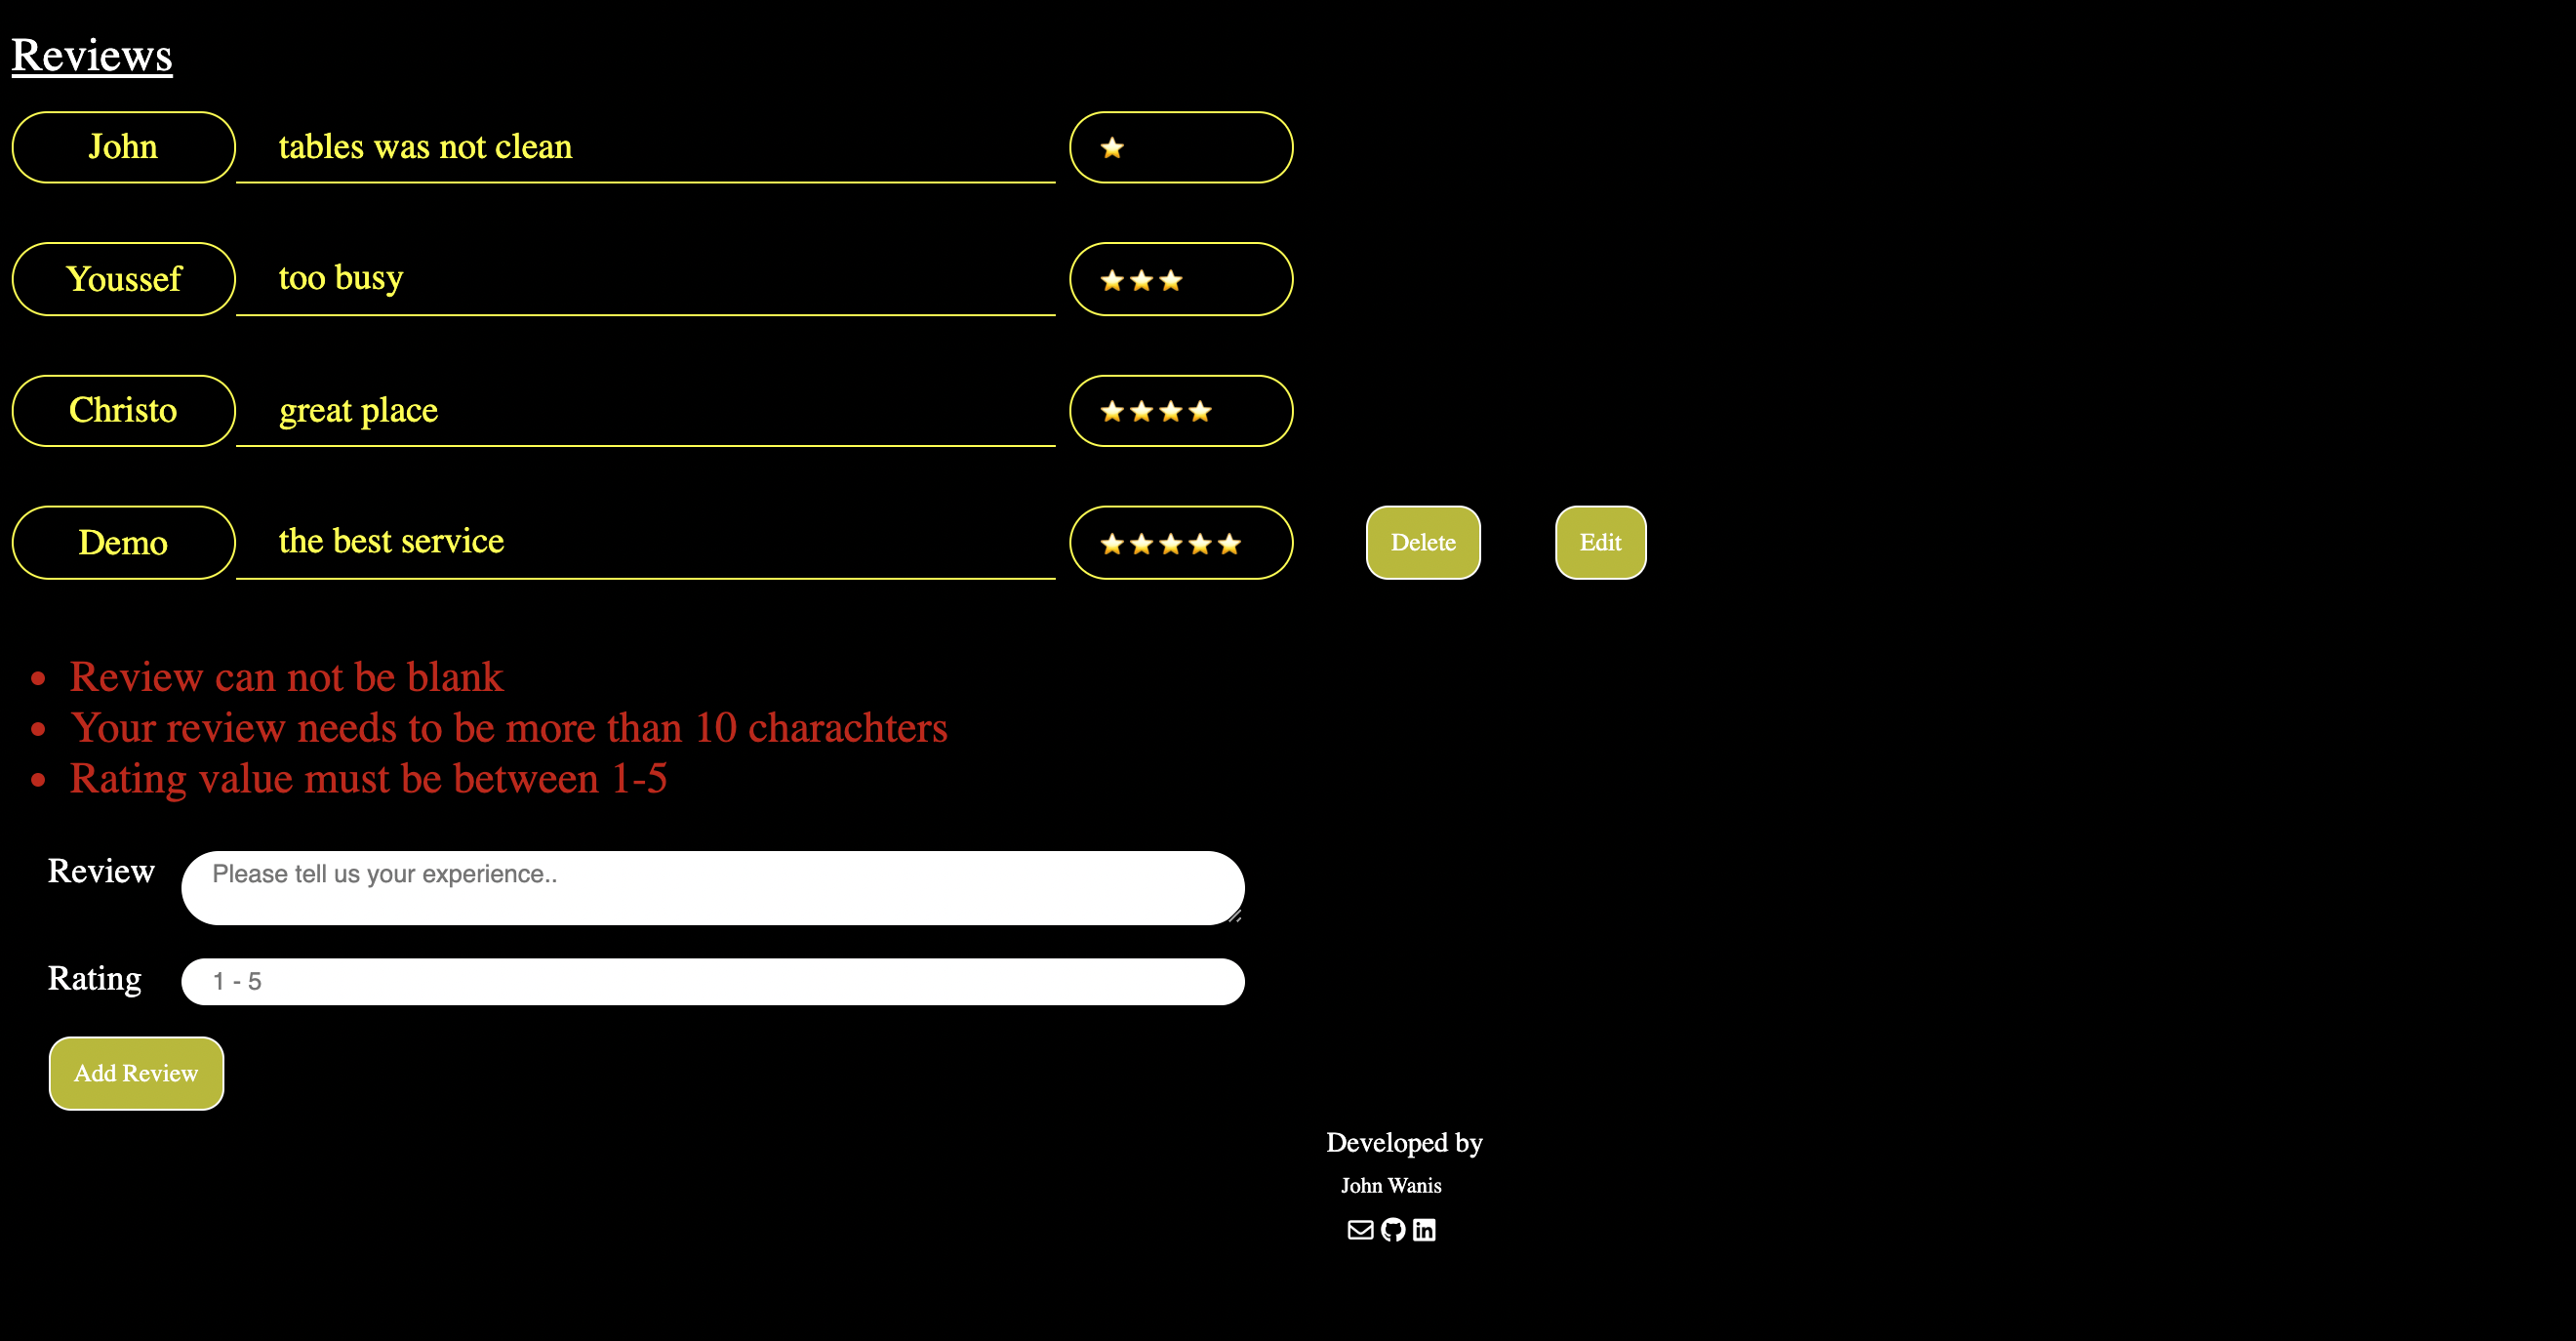 Reviews
John tables was not clean ⭐
Youssef too busy ⭐⭐⭐
Christo great place ⭐⭐⭐⭐
Demo the best service ⭐⭐⭐⭐⭐ Delete Edit
• Review can not be blank
• Your review needs to be more than 10 charachters
• Rating value must be between 1-5
Review Please tell us your experience..
Rating 1 - 5
Add Review
Developed by
John Wanis
in